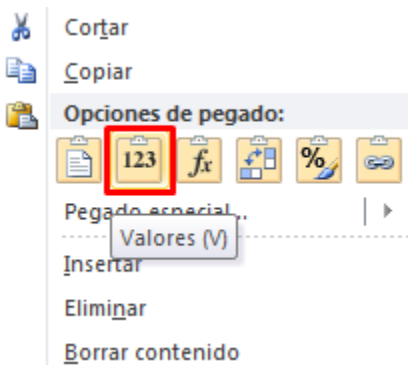 Cortar
Copiar
Opciones de pegado:
123 fx %
Pegado especial...
Valores (V)
Insertar
Eliminar
Borrar contenido